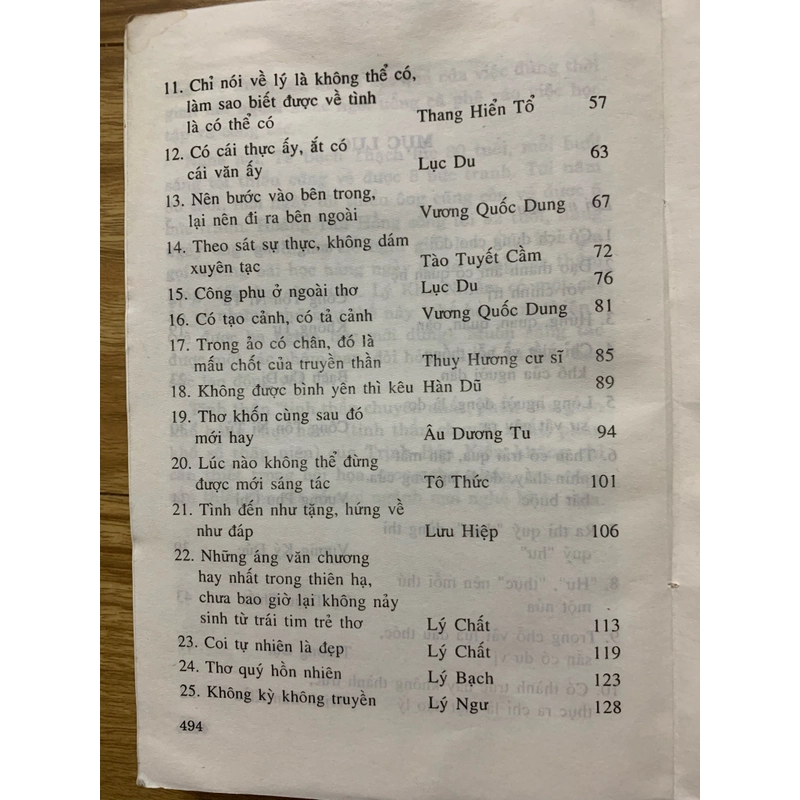 11. Chỉ nói về lý là không thể có,
làm sao biết được về tình
là có thể có Thang Hiển Tổ 57
12. Có cái thực ấy, ắt có
cái văn ấy Lục Du 63
13. Nên bước vào bên trong,
lại nên đi ra bên ngoài Vương Quốc Dung 67
14. Theo sát sự thực, không dám
xuyên tạc Tào Tuyết Cầm 72
15. Công phu ở ngoài thơ Lục Du 76
16. Có tạo cảnh, có tả cảnh Vương Quốc Dung 81
17. Trong ảo có chân, đó là
mấu chốt của truyền thần Thuỵ Hương cư sĩ 85
18. Không được bình yên thì kêu Hàn Dũ 89
19. Thơ khốn cùng sau đó
mới hay Âu Dương Tu 94
20. Lúc nào không thể đừng
được mới sáng tác Tô Thức 101
21. Tình đến như tặng, hứng về
như đáp Lưu Hiệp 106
22. Những áng văn chương
hay nhất trong thiên hạ,
chưa bao giờ lại không nảy
sinh từ trái tim trẻ thơ Lý Chất 113
23. Coi tự nhiên là đẹp Lý Chất 119
24. Thơ quý hồn nhiên Lý Bạch 123
25. Không kỳ không truyền Lý Ngư 128
494